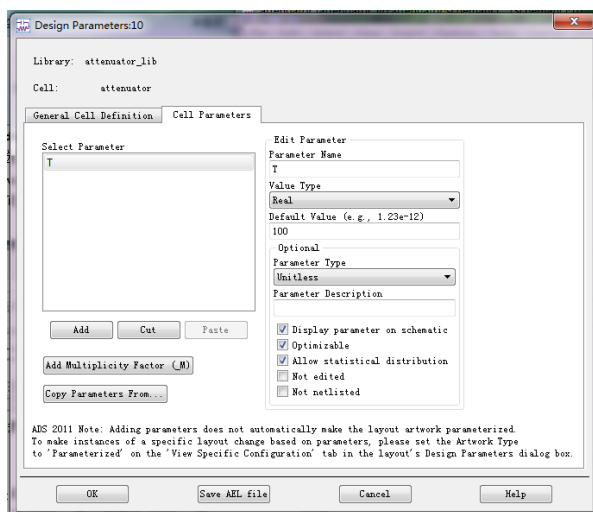 Design Parameters:10
Library: attenuator_lib
Cell: attenuator
General Cell Definition
Cell Parameters
Select Parameter
T
Add
Cut
Paste
Add Multiplicity Factor (_M)
Copy Parameters From...
Edit Parameter
Parameter Name
T
Value Type
Real
Default Value (e.g., 1.23e-12)
100
Optional
Parameter Type
Unitless
Parameter Description
Display parameter on schematic
Optimizable
Allow statistical distribution
Not edited
Not netlisted
ADS 2011 Note: Adding parameters does not automatically make the layout artwork parameterized.
To make instances of a specific layout change based on parameters, please set the Artwork Type
to 'Parameterized' on the 'View Specific Configuration' tab in the layout's Design Parameters dialog box.
OK
Save AEL file
Cancel
Help